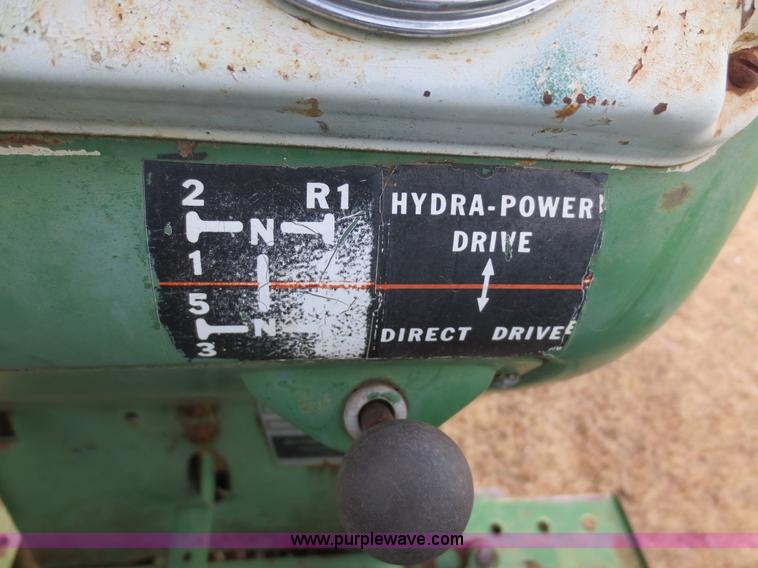 2 R1
N
1
5
N
3
HYDRA-POWER
DRIVE
DIRECT DRIVE
www.purplewave.com